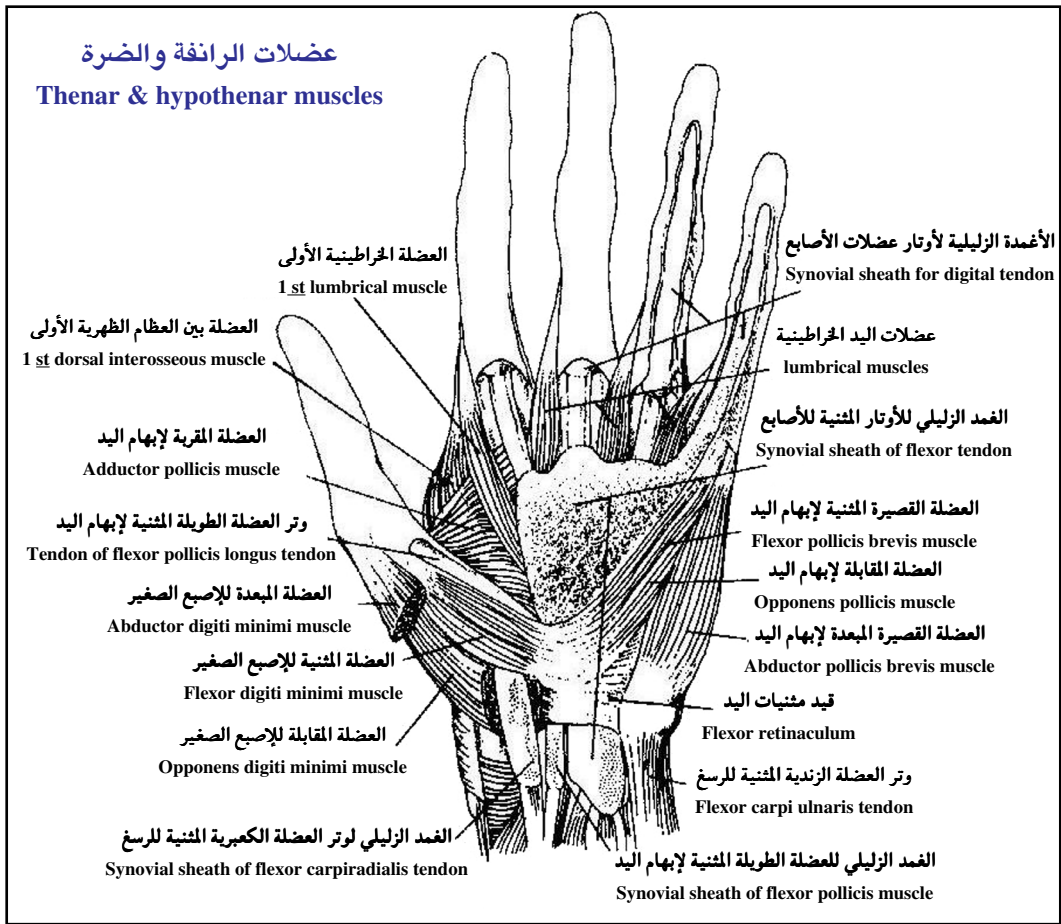 عضلات الرانفة والضرة
Thenar & hypothenar muscles
العضلة الخراطينية الأولى
1 st lumbrical muscle
العضلة بين العظام الظهرية الأولى
1 st dorsal interosseous muscle
العضلة المقربة لإبهام اليد
Adductor pollicis muscle
وتر العضلة الطويلة المثنية لإبهام اليد
Tendon of flexor pollicis longus tendon
العضلة المبعدة للإصبع الصغير
Abductor digiti minimi muscle
العضلة المثنية للإصبع الصغير
Flexor digiti minimi muscle
العضلة المقابلة للإصبع الصغير
Opponens digiti minimi muscle
الغمد الزليلي لوتر العضلة الكعبرية المثنية للرسغ
Synovial sheath of flexor carpiradialis tendon
الأغمدة الزليلية لأوتار عضلات الأصابع
Synovial sheath for digital tendon
عضلات اليد الخراطينية
lumbrical muscles
الغمد الزليلي للأوتار المثنية للأصابع
Synovial sheath of flexor tendon
العضلة القصيرة المثنية لإبهام اليد
Flexor pollicis brevis muscle
العضلة المقابلة لإبهام اليد
Opponens pollicis muscle
العضلة القصيرة المبعدة لإبهام اليد
Abductor pollicis brevis muscle
قيد مثنيات اليد
Flexor retinaculum
وتر العضلة الزندية المثنية للرسغ
Flexor carpi ulnaris tendon
الغمد الزليلي للعضلة الطويلة المثنية لإبهام اليد
Synovial sheath of flexor pollicis muscle